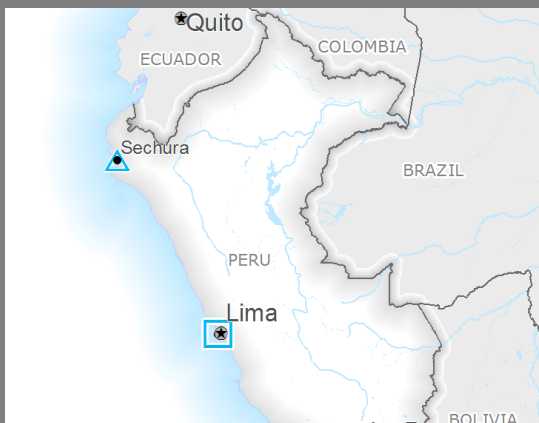 Quito
COLOMBIA
ECUADOR
Sechura
BRAZIL
PERU
Lima
BOLIVIA